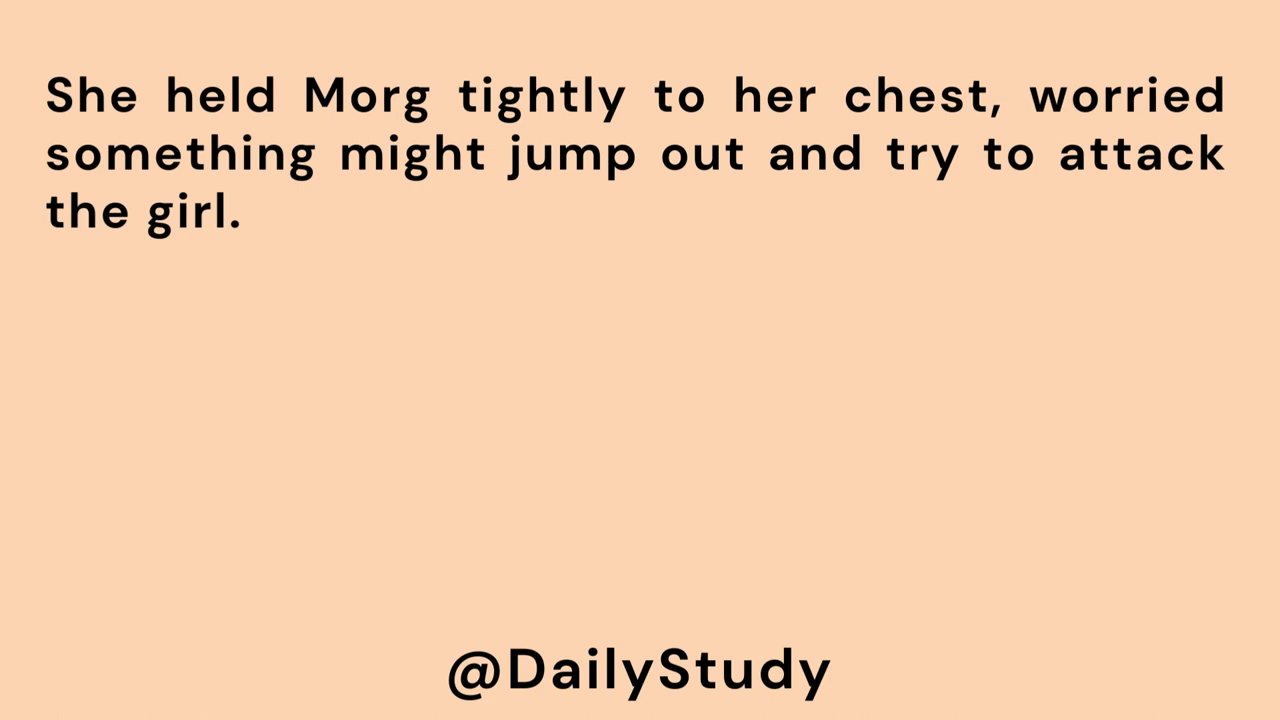 She held Morg tightly to her chest, worried
something might jump out and try to attack
the girl.
@DailyStudy